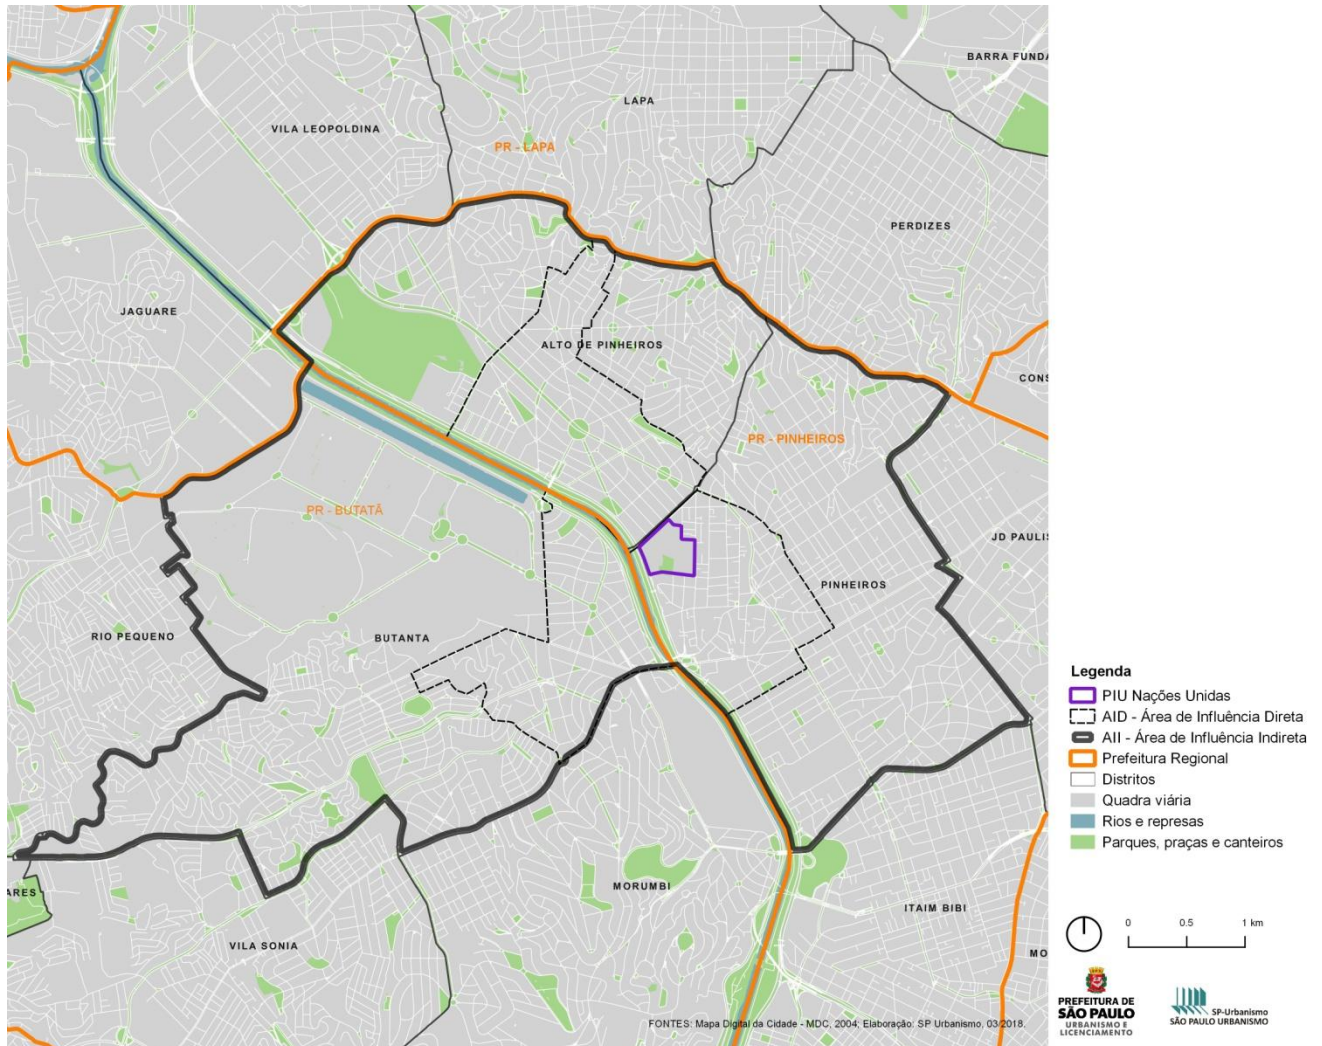 BARRA FUNDA
LAPA
VILA LEOPOLDINA
PR - LAPA
PERDIZES
JAGUARE
ALTO DE PINHEIROS
CONS
PR - PINHEIROS
PR - BUTATÃ
JD PAULIS
PINHEIROS
RIO PEQUENO
BUTANTA
ARES
MORUMBI
ITAIM BIBI
VILA SONIA
MO
FONTES: Mapa Digital da Cidade - MDC, 2004; Elaboração: SP Urbanismo, 03/2018.
Legenda
PIU Nações Unidas
AID - Área de Influência Direta
AII - Área de Influência Indireta
Prefeitura Regional
Distritos
Quadra viária
Rios e represas
Parques, praças e canteiros
0 0.5 1 km
PREFEITURA DE
SÃO PAULO
URBANISMO E
LICENCIAMENTO
SP-Urbanismo
SÃO PAULO URBANISMO